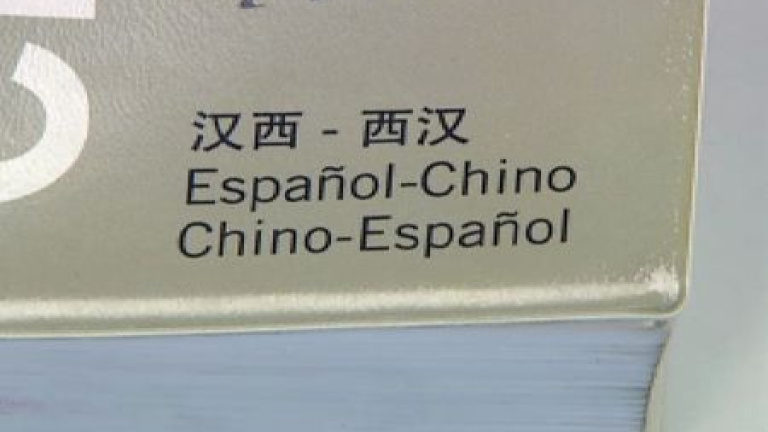 汉西 - 西汉
Español-Chino
Chino-Español